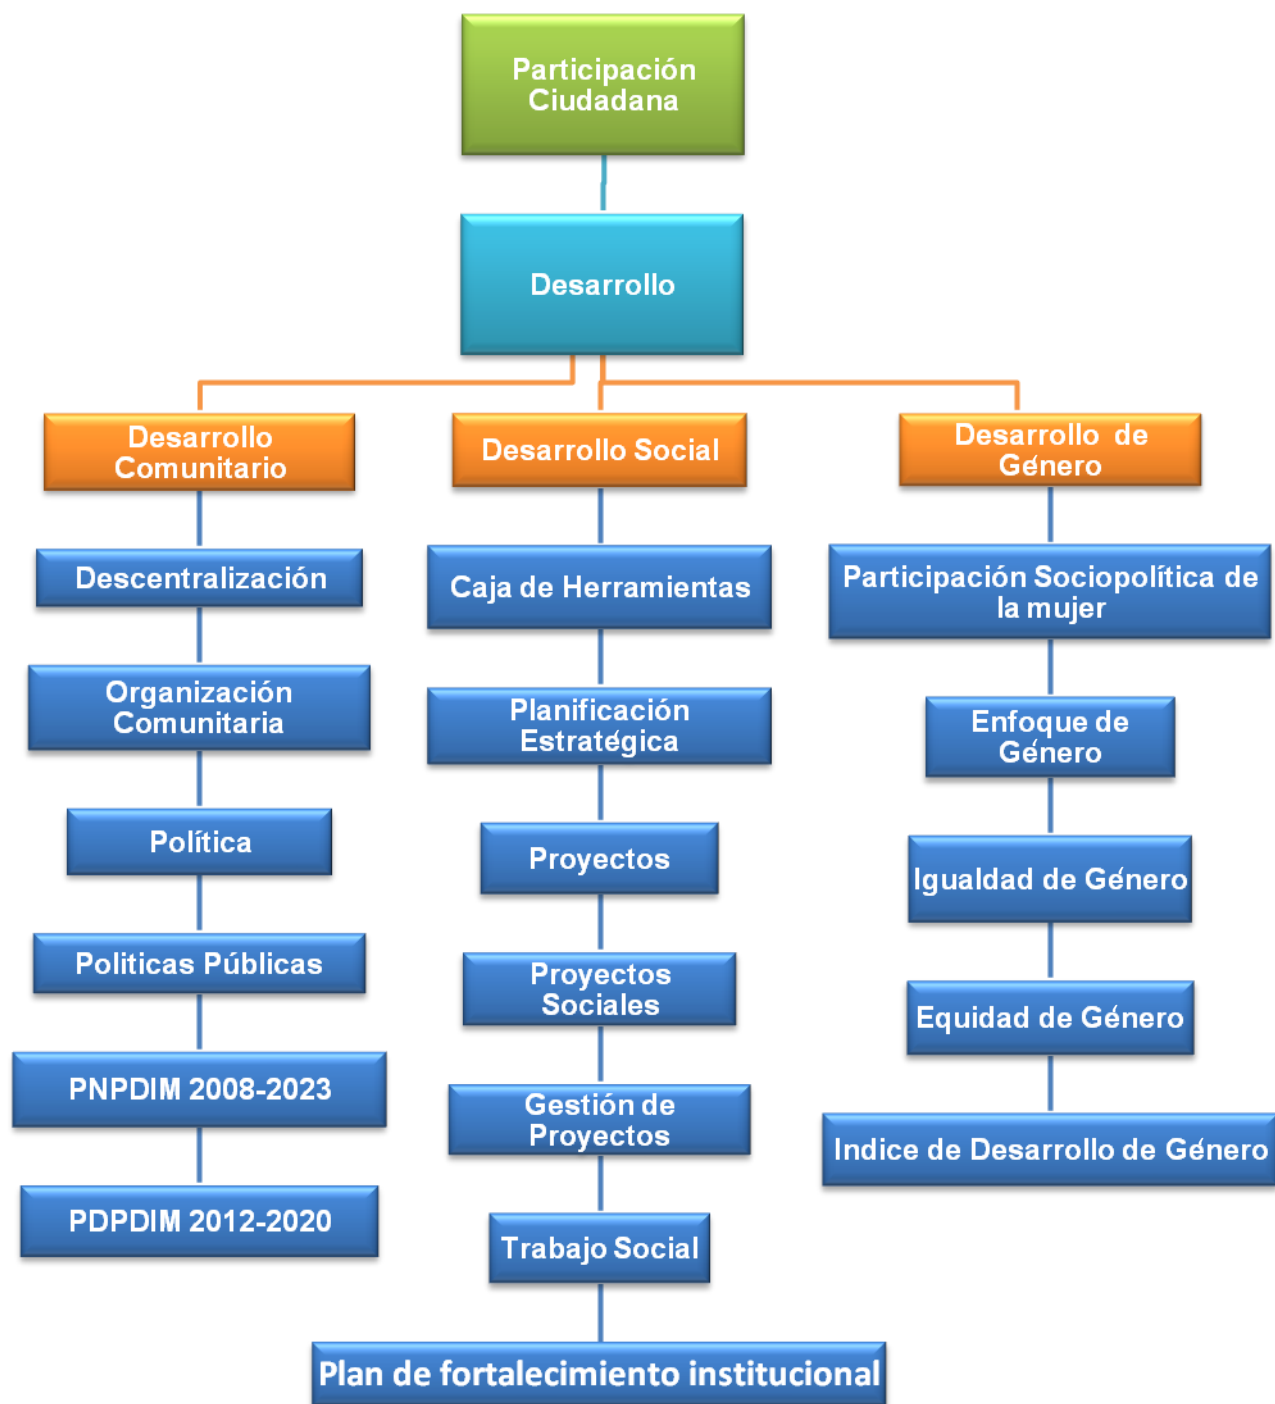 Participación
Ciudadana
Desarrollo
Desarrollo
Comunitario
Descentralización
Organización
Comunitaria
Política
Politicas Públicas
PNPDIM 2008-2023
PDPDIM 2012-2020
Desarrollo Social
Caja de Herramientas
Planificación
Estratégica
Proyectos
Proyectos
Sociales
Gestión de
Proyectos
Trabajo Social
Plan de fortalecimiento institucional
Desarrollo de
Género
Participación Sociopolítica de
la mujer
Enfoque de
Género
Igualdad de Género
Equidad de Género
Indice de Desarrollo de Género